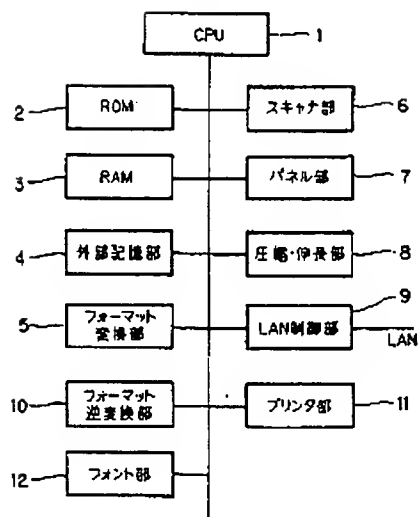 CPU 1
2 ROM スキャナ部 6
3 RAM パネル部 7
4 外部記憶部 圧縮・伸長部 8
9
5 フォーマット LAN制御部
変換部 LAN
10 フォーマット プリンタ部 11
逆変換部
12 フォント部